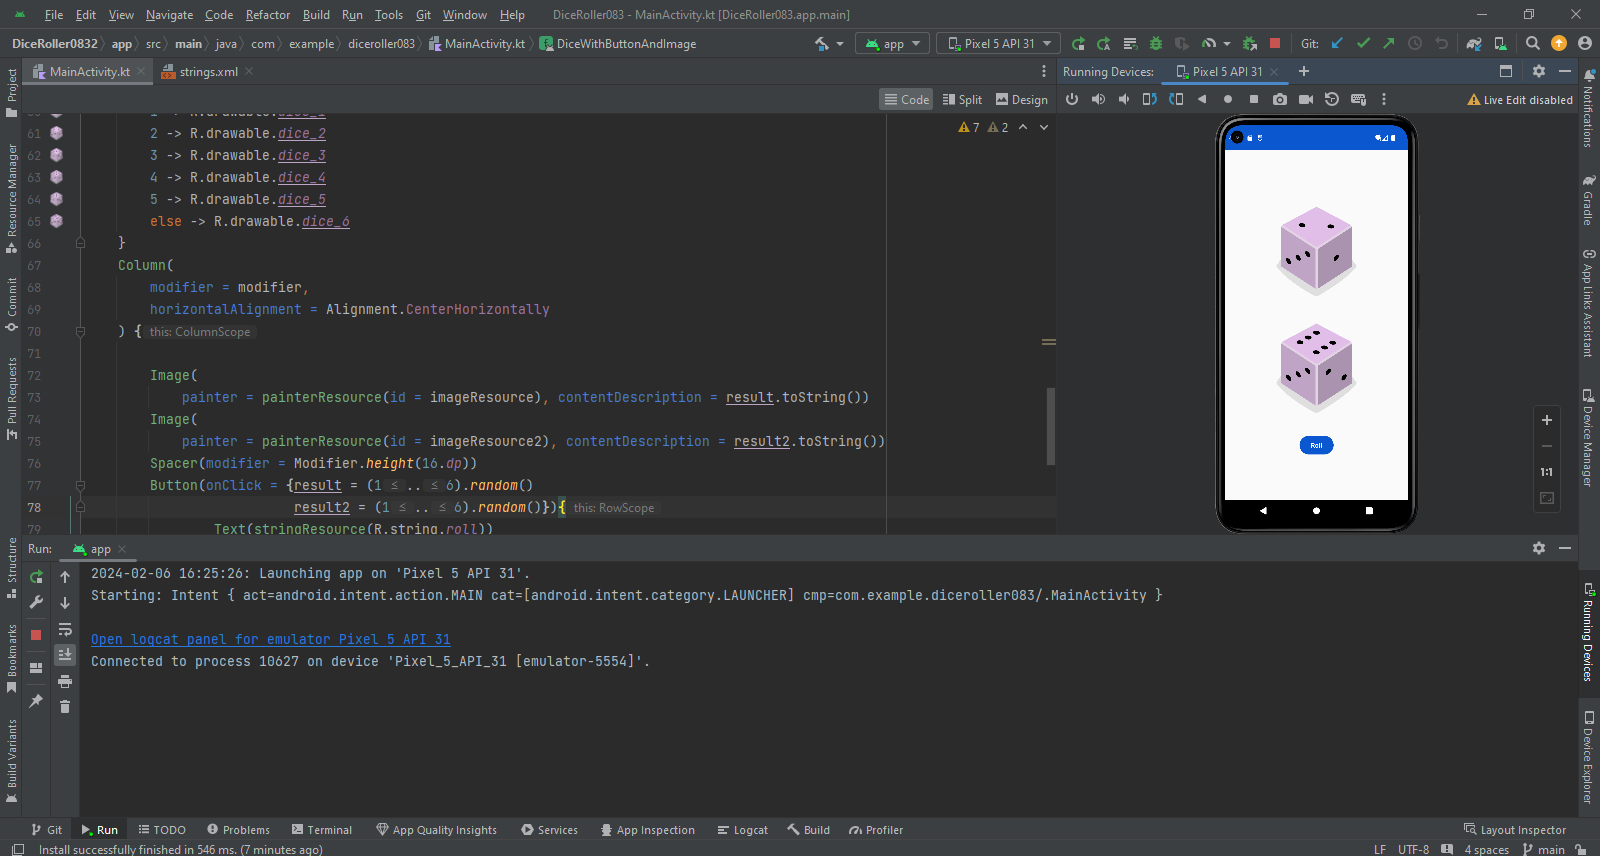 File Edit View Navigate Code Refactor Build Run Tools Git Window Help DiceRoller083 - MainActivity.kt [DiceRoller083.app.main]
DiceRoller0832 app src main java com example diceroller083 MainActivity.kt DiceWithButtonAndImage app Pixel 5 API 31 Git:
MainActivity.kt strings.xml Running Devices: Pixel 5 API 31
Code Split Design Live Edit disabled
7 2
61 2 -> R.drawable.dice_2
62 3 -> R.drawable.dice_3
63 4 -> R.drawable.dice_4
64 5 -> R.drawable.dice_5
65 else -> R.drawable.dice_6
66 }
67 Column(
68 modifier = modifier,
69 horizontalAlignment = Alignment.CenterHorizontally
70 ) { this: ColumnScope
71
72 Image(
73 painter = painterResource(id = imageResource), contentDescription = result.toString())
74 Image(
75 painter = painterResource(id = imageResource2), contentDescription = result2.toString())
76 Spacer(modifier = Modifier.height(16.dp))
77 Button(onClick = {result = (1 ≤ .. ≤ 6).random()
78 result2 = (1 ≤ .. ≤ 6).random()}){ this: RowScope
79 Text(stringResource(R.string.roll))
Roll
1:1
Run: app
2024-02-06 16:25:26: Launching app on 'Pixel 5 API 31'.
Starting: Intent { act=android.intent.action.MAIN cat=[android.intent.category.LAUNCHER] cmp=com.example.diceroller083/.MainActivity }
Open logcat panel for emulator Pixel 5 API 31
Connected to process 10627 on device 'Pixel_5_API_31 [emulator-5554]'.
Project
Resource Manager
Commit
Pull Requests
Structure
Bookmarks
Build Variants
Notifications
Gradle
App Links Assistant
Device Manager
Running Devices
Device Explorer
Git Run TODO Problems Terminal App Quality Insights Services App Inspection Logcat Build Profiler Layout Inspector
Install successfully finished in 546 ms. (7 minutes ago) LF UTF-8 4 spaces main